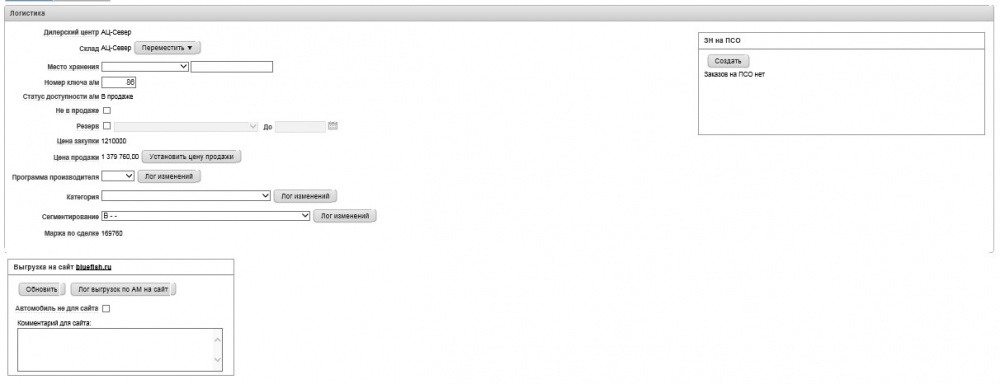 Логистика
Дилерский центр АЦ-Север
Склад АЦ-Север Переместить ▼
Место хранения
Номер ключа а/м 86
Статус доступности а/м В продаже
Не в продаже
Резерв До
Цена закупки 1210000
Цена продажи 1 379 760,00 Установить цену продажи
Программа производителя Лог изменений
Категория Лог изменений
Сегментирование B - - Лог изменений
Маржа по сделке 169760
ЗН на ПСО
Создать
Заказов на ПСО нет
Выгрузка на сайт bluefish.ru
Обновить Лог выгрузок по АМ на сайт
Автомобиль не для сайта
Комментарий для сайта: